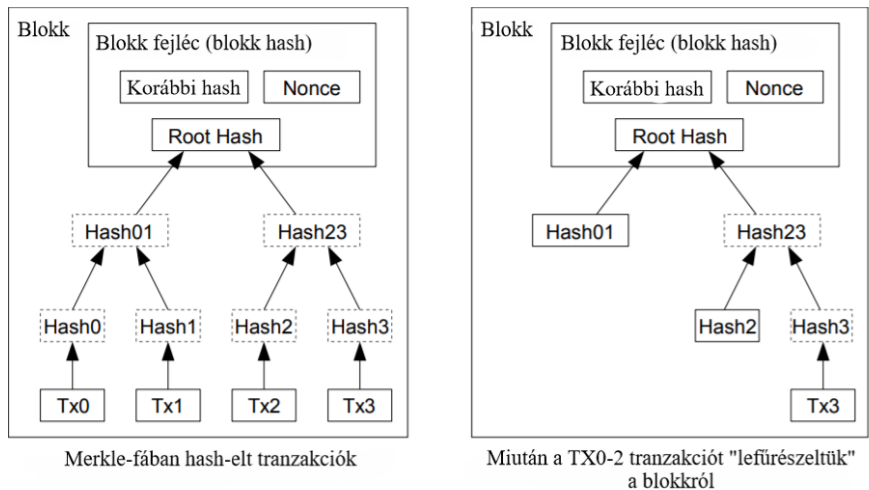 Blokk
Blokk fejléc (blokk hash)
Korábbi hash
Nonce
Root Hash
Hash01
Hash23
Hash0
Hash1
Hash2
Hash3
Tx0
Tx1
Tx2
Tx3
Merkle-fában hash-elt tranzakciók
Blokk
Blokk fejléc (blokk hash)
Korábbi hash
Nonce
Root Hash
Hash01
Hash23
Hash2
Hash3
Tx3
Miután a TX0-2 tranzakciót "lefűrészeltük"
a blokkról